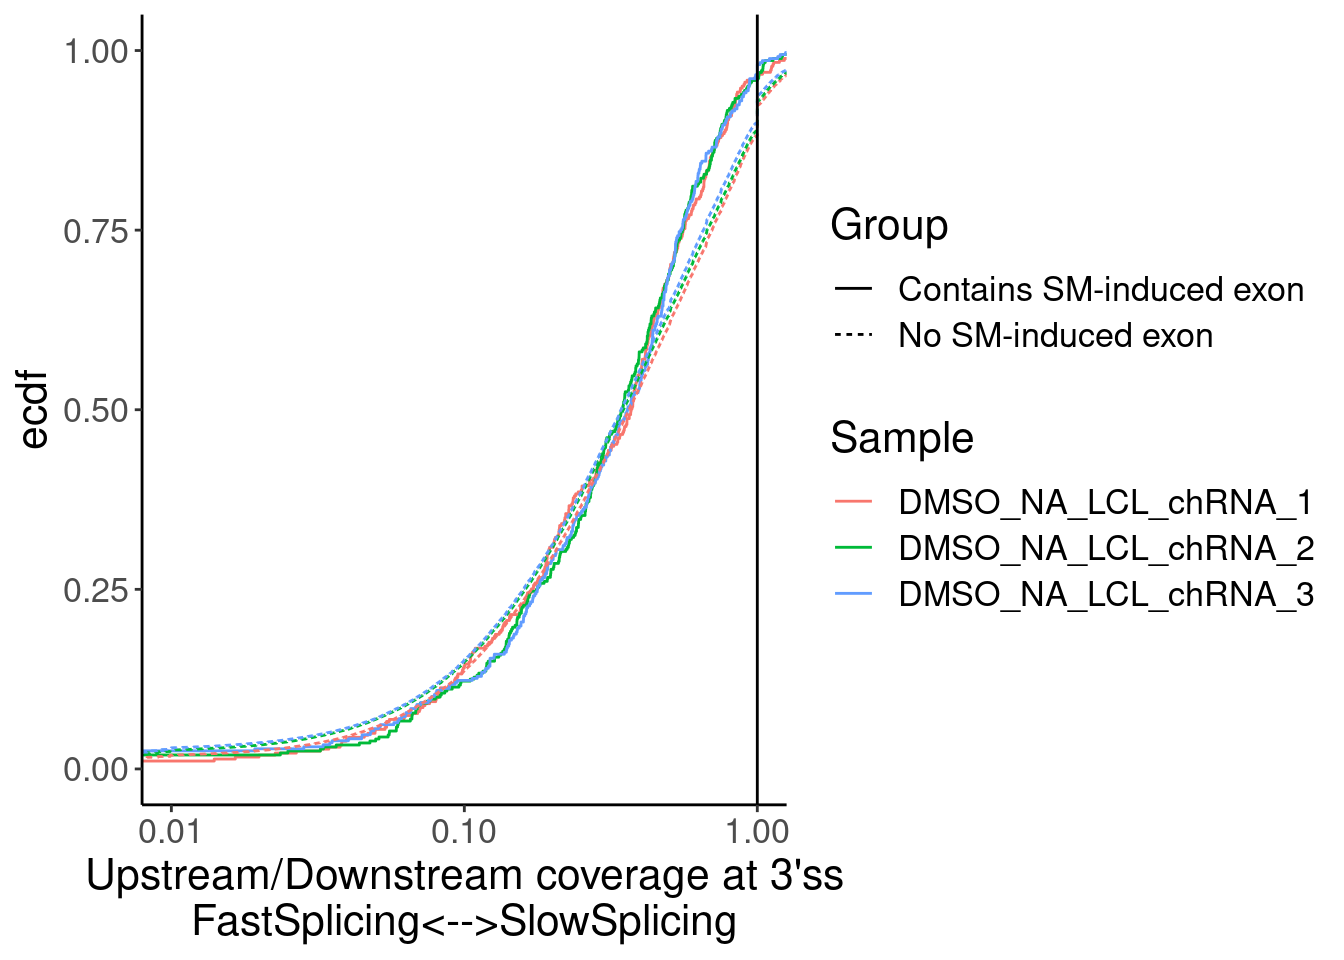 1.00
0.75
0.50
0.25
0.00
ecdf
0.01
0.10
1.00
Upstream/Downstream coverage at 3'ss
FastSplicing<-->SlowSplicing
Group
Contains SM-induced exon
No SM-induced exon
Sample
DMSO_NA_LCL_chRNA_1
DMSO_NA_LCL_chRNA_2
DMSO_NA_LCL_chRNA_3